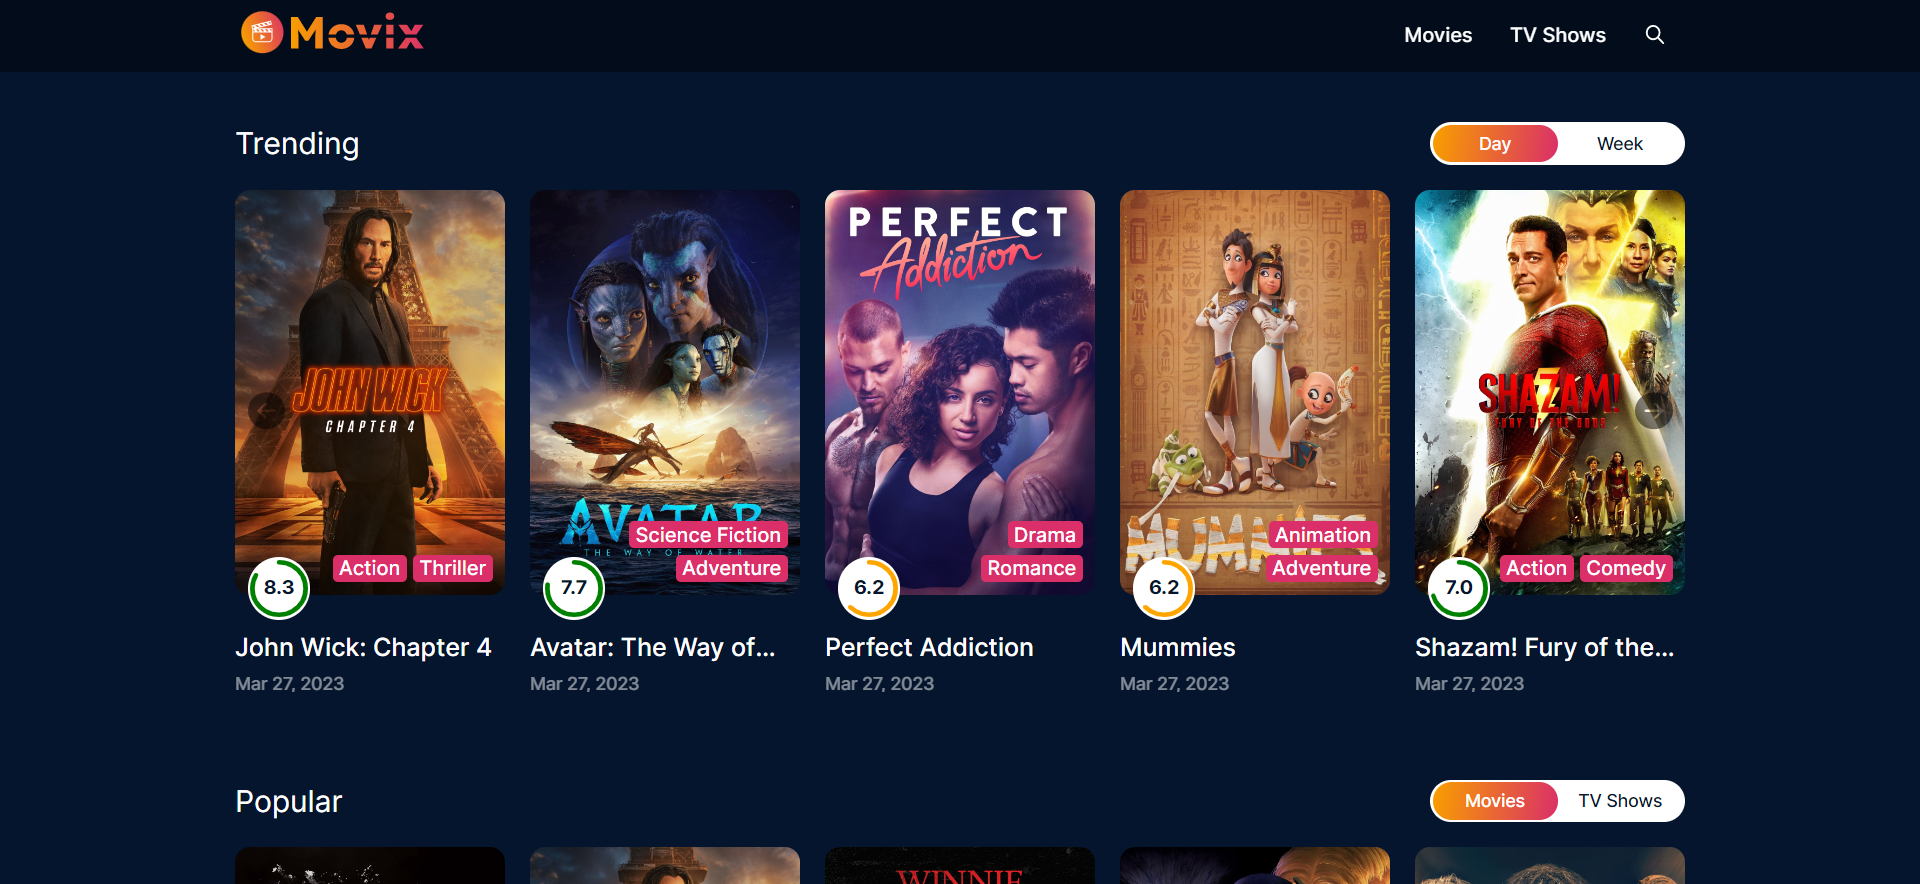 Movix
Movies TV Shows
Trending
Day Week
JOHN WICK
CHAPTER 4
Action Thriller
8.3
John Wick: Chapter 4
Mar 27, 2023
AVATAR
THE WAY OF WATER
Science Fiction
Adventure
7.7
Avatar: The Way of...
Mar 27, 2023
PERFECT
Addiction
Drama
Romance
6.2
Perfect Addiction
Mar 27, 2023
MUMMIES
Animation
Adventure
6.2
Mummies
Mar 27, 2023
SHAZAM!
FURY OF THE GODS
Action Comedy
7.0
Shazam! Fury of the...
Mar 27, 2023
Popular
Movies TV Shows
WINNIE